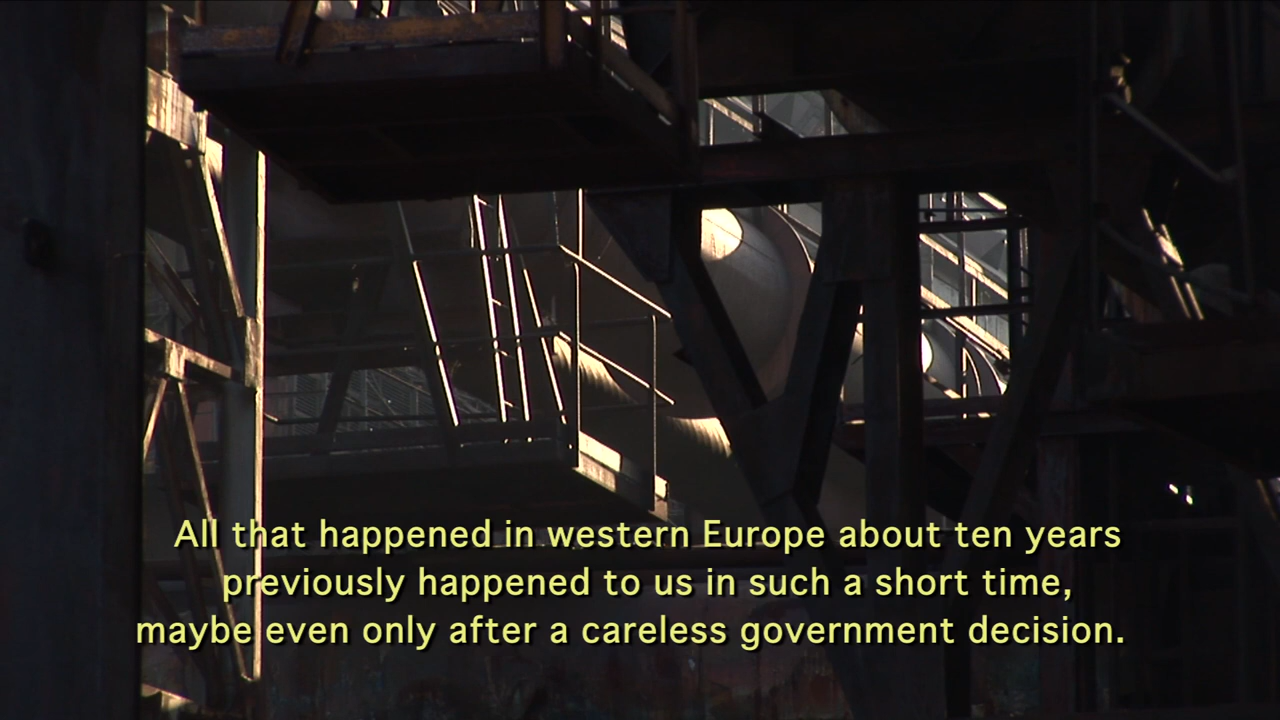 All that happened in western Europe about ten years
previously happened to us in such a short time,
maybe even only after a careless government decision.